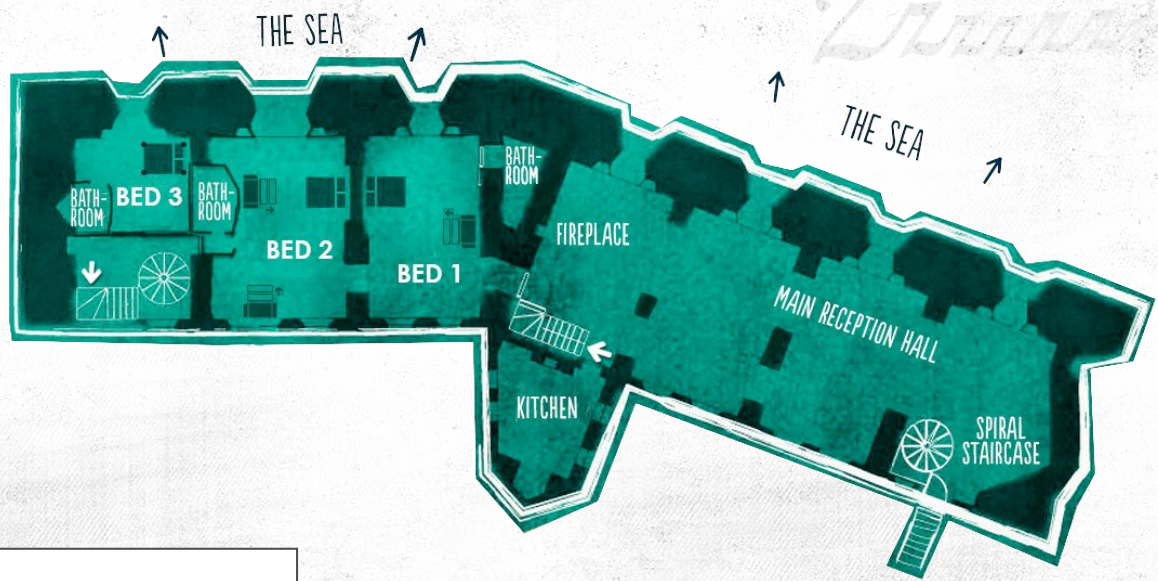 THE SEA
THE SEA
BATH-
ROOM
BED 3
BATH-
ROOM
BED 2
BED 1
BATH-
ROOM
FIREPLACE
MAIN RECEPTION HALL
KITCHEN
SPIRAL
STAIRCASE